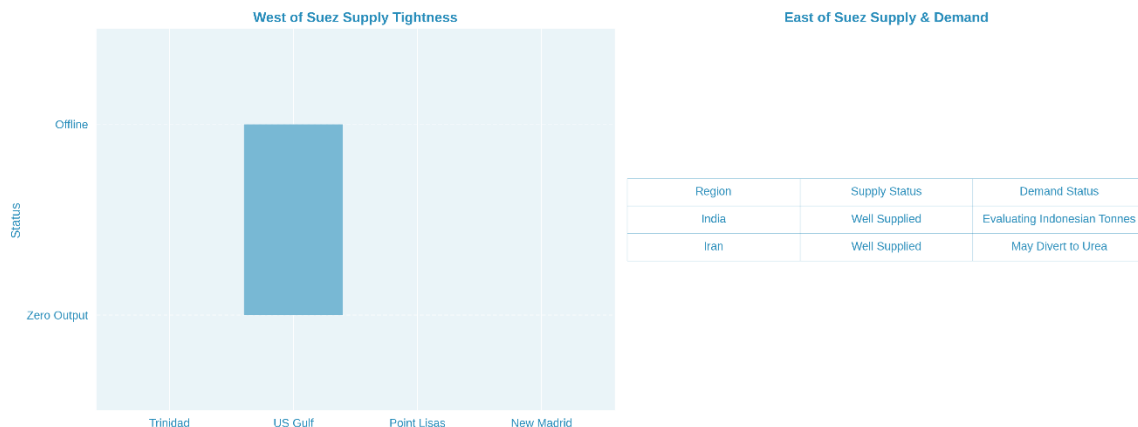 West of Suez Supply Tightness
Status
Offline
Zero Output
Trinidad
US Gulf
Point Lisas
New Madrid
East of Suez Supply & Demand
Region Supply Status Demand Status
India Well Supplied Evaluating Indonesian Tonnes
Iran Well Supplied May Divert to Urea